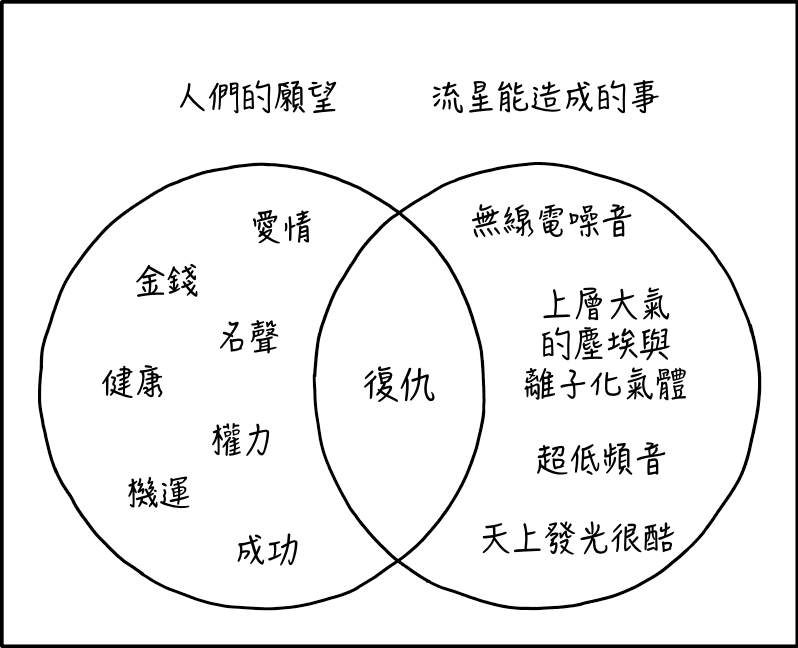 人們的願望
流星能造成的事
愛情
金錢
名聲
健康
權力
機運
成功
復仇
無線電噪音
上層大氣
的塵埃與
離子化氣體
超低頻音
天上發光很酷